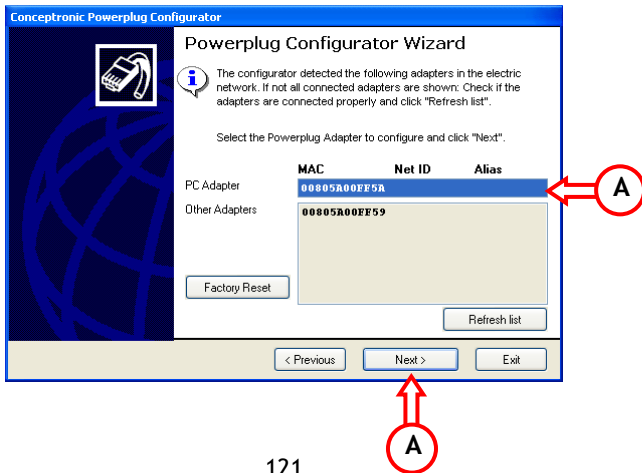 Conceptronic Powerplug Configurator
Powerplug Configurator Wizard
The configurator detected the following adapters in the electric
network. If not all connected adapters are shown: Check if the
adapters are connected properly and click "Refresh list".
Select the Powerplug Adapter to configure and click "Next".
MAC Net ID Alias
PC Adapter 00805A00FF5A
A
Other Adapters 00805A00FF59
Factory Reset
Refresh list
< Previous Next > Exit
A
121